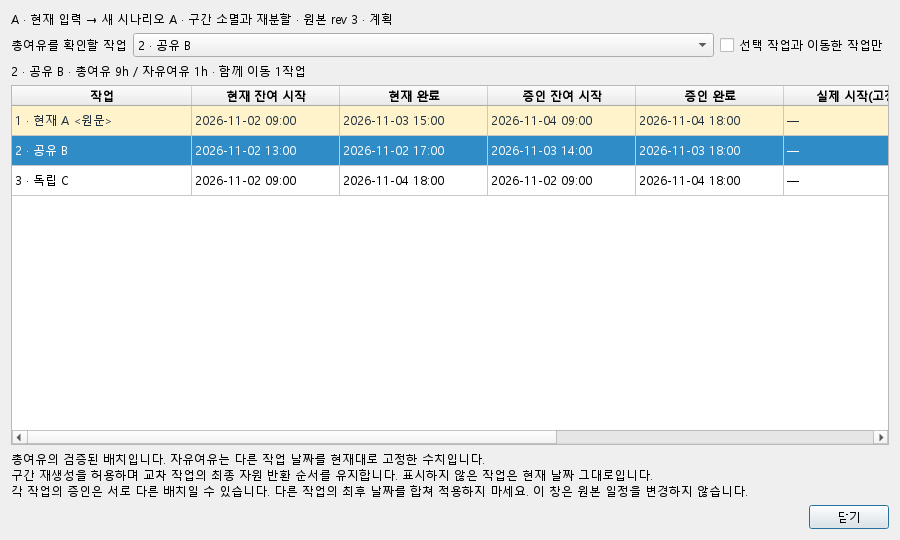 A · 현재 입력 → 새 시나리오 A · 구간 소멸과 재분할 · 원본 rev 3 · 계획
총여유를 확인할 작업 2 · 공유 B 선택 작업과 이동한 작업만
2 · 공유 B · 총여유 9h / 자유여유 1h · 함께 이동 1작업
작업 현재 잔여 시작 현재 완료 증인 잔여 시작 증인 완료 실제 시작(고정
1 · 현재 A <원문> 2026-11-02 09:00 2026-11-03 15:00 2026-11-04 09:00 2026-11-04 18:00 —
2 · 공유 B 2026-11-02 13:00 2026-11-02 17:00 2026-11-03 14:00 2026-11-03 18:00 —
3 · 독립 C 2026-11-02 09:00 2026-11-04 18:00 2026-11-02 09:00 2026-11-04 18:00 —
총여유의 검증된 배치입니다. 자유여유는 다른 작업 날짜를 현재대로 고정한 수치입니다.
구간 재생성을 허용하며 교차 작업의 최종 자원 반환 순서를 유지합니다. 표시하지 않은 작업은 현재 날짜 그대로입니다.
각 작업의 증인은 서로 다른 배치일 수 있습니다. 다른 작업의 최후 날짜를 합쳐 적용하지 마세요. 이 창은 원본 일정을 변경하지 않습니다.
닫기